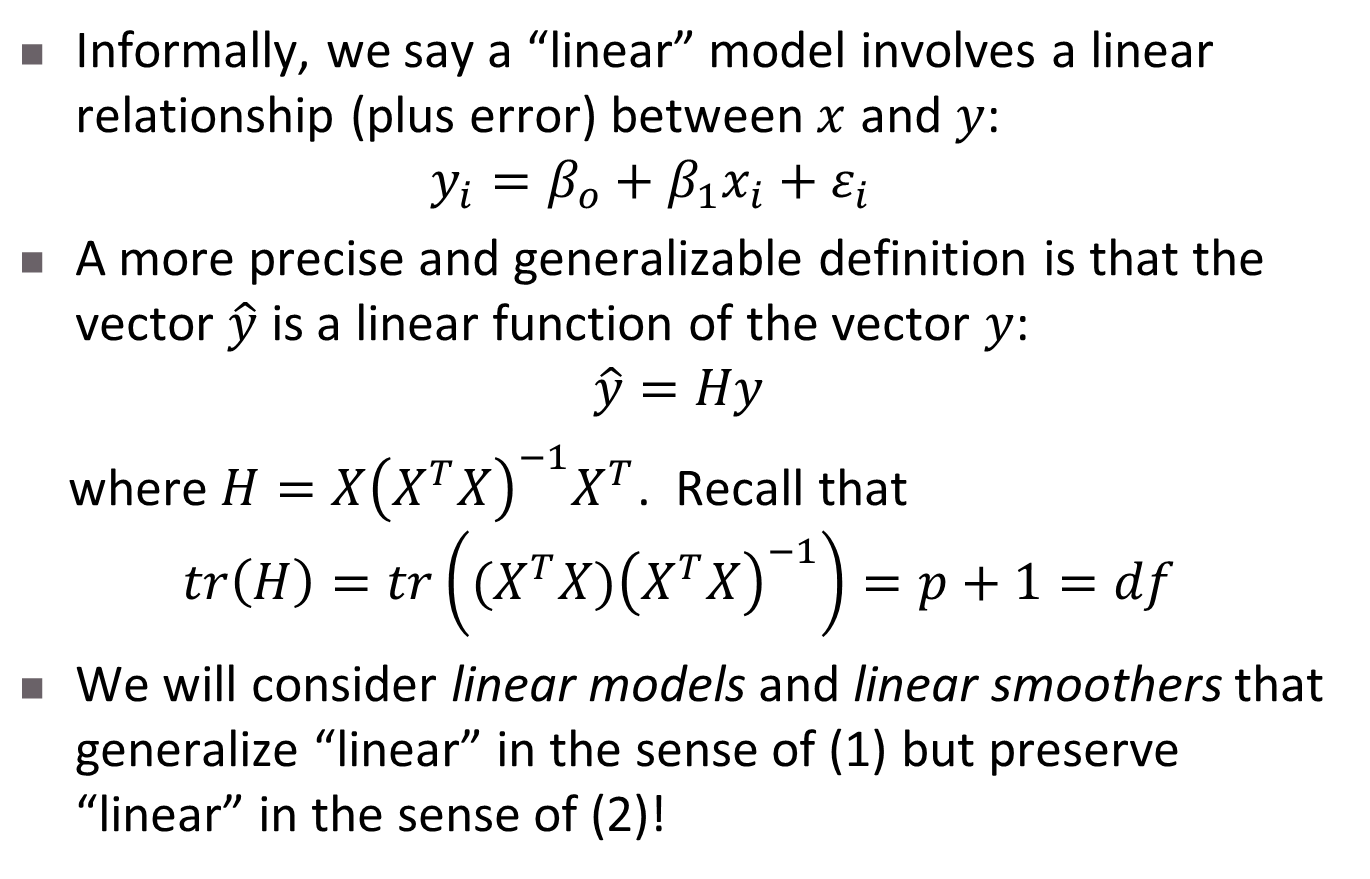 ▪ Informally, we say a “linear” model involves a linear
relationship (plus error) between x and y:
yᵢ = βₒ + β₁xᵢ + εᵢ
▪ A more precise and generalizable definition is that the
vector ŷ is a linear function of the vector y:
ŷ = Hy
where H = X(XᵀX)⁻¹Xᵀ. Recall that
tr(H) = tr((XᵀX)(XᵀX)⁻¹) = p + 1 = df
▪ We will consider linear models and linear smoothers that
generalize “linear” in the sense of (1) but preserve
“linear” in the sense of (2)!